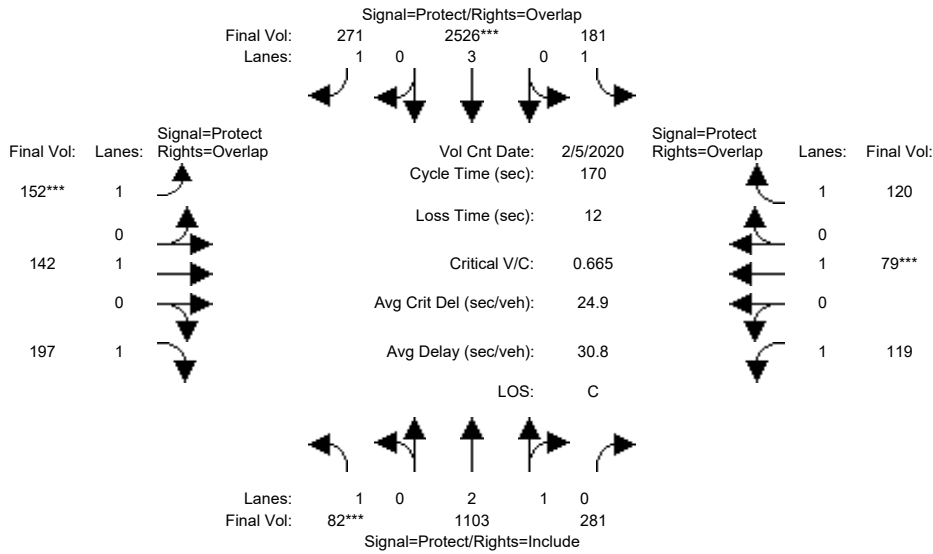 Signal=Protect/Rights=Overlap
Final Vol: 271 2526*** 181
Lanes: 1 0 3 0 1
Signal=Protect Signal=Protect
Final Vol: Lanes: Rights=Overlap Vol Cnt Date: 2/5/2020 Rights=Overlap Lanes: Final Vol:
Cycle Time (sec): 170
152*** 1 1 120
Loss Time (sec): 12
0 0
142 1 Critical V/C: 0.665 1 79***
0 Avg Crit Del (sec/veh): 24.9 0
197 1 Avg Delay (sec/veh): 30.8 1 119
LOS: C
Lanes: 1 0 2 1 0
Final Vol: 82*** 1103 281
Signal=Protect/Rights=Include